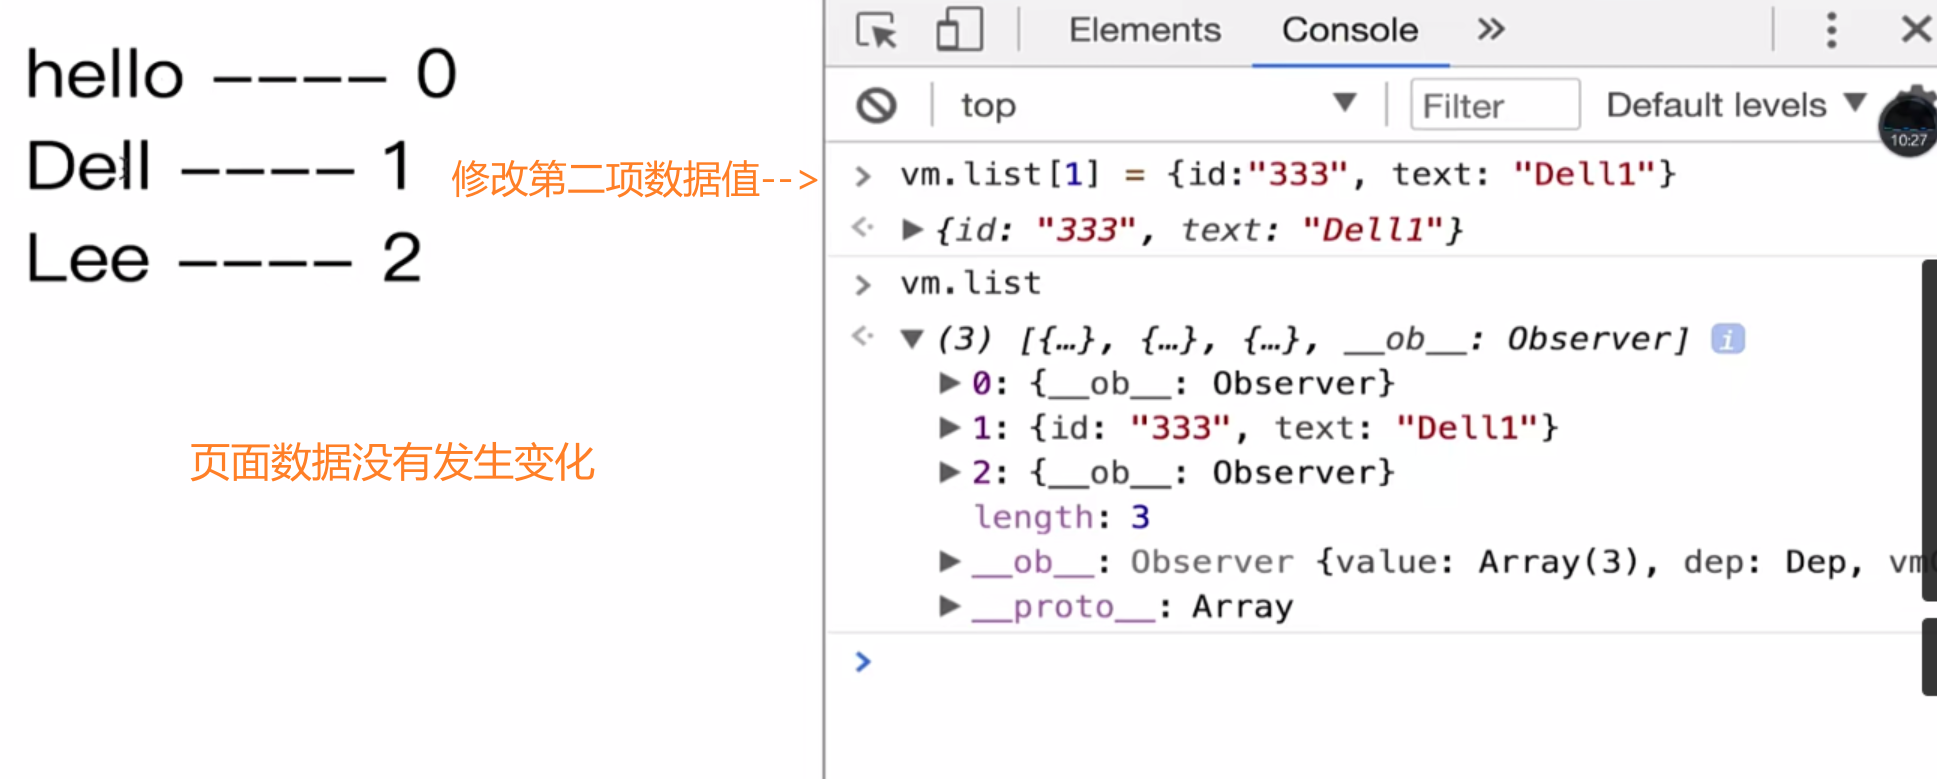 hello ---- 0
Dell ---- 1
Lee ---- 2
修改第二项数据值-->
页面数据没有发生变化
Elements Console »
top Filter Default levels
10:27
> vm.list[1] = {id:"333", text: "Dell1"}
{id: "333", text: "Dell1"}
> vm.list
(3) [{…}, {…}, {…}, __ob__: Observer] i
0: {__ob__: Observer}
1: {id: "333", text: "Dell1"}
2: {__ob__: Observer}
length: 3
__ob__: Observer {value: Array(3), dep: Dep, vm
__proto__: Array
>